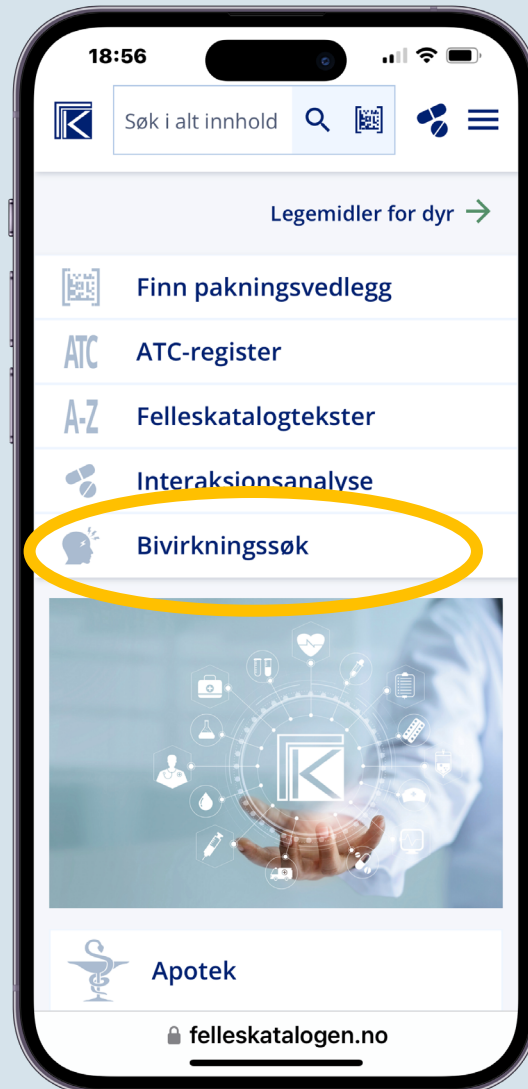 18:56
Søk i alt innhold
Legemidler for dyr
Finn pakningsvedlegg
ATC
ATC-register
A-Z
Felleskatalogtekster
Interaksjonsanalyse
Bivirkningssøk
K
Apotek
felleskatalogen.no